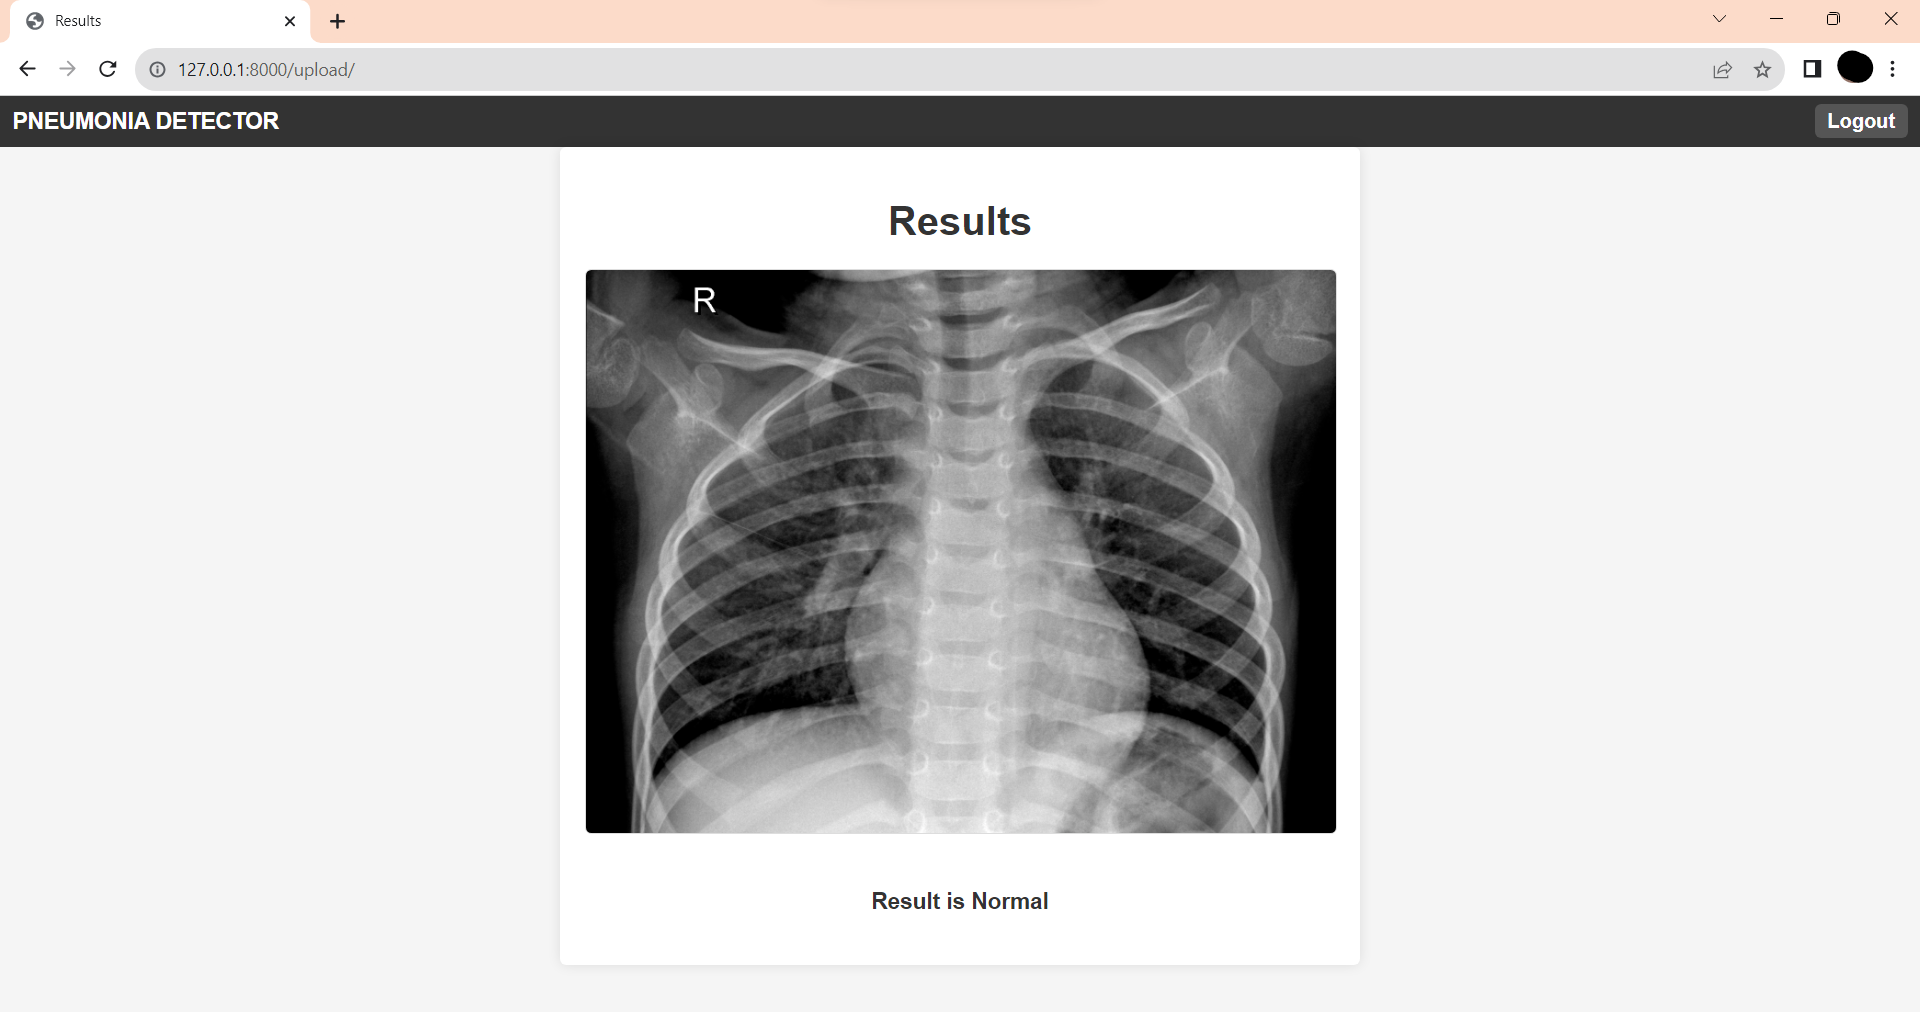 Results
127.0.0.1:8000/upload/
PNEUMONIA DETECTOR
Logout
Results
R
Result is Normal